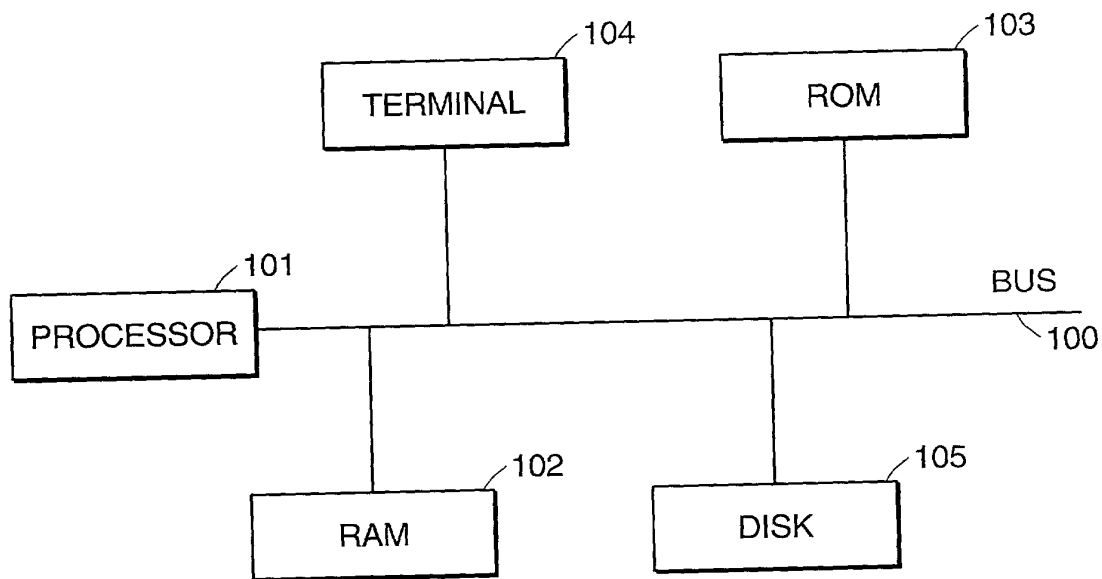 104
TERMINAL
103
ROM
101
PROCESSOR
BUS
100
102
RAM
105
DISK